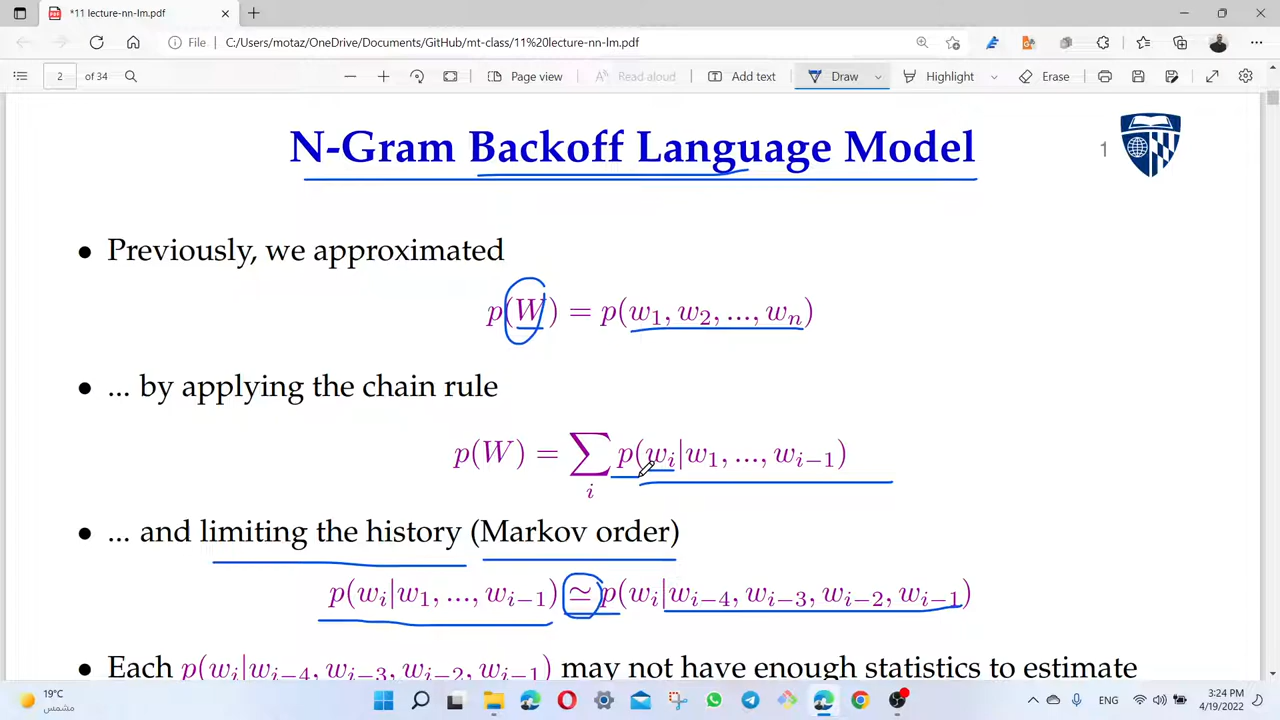 *11 lecture-nn-lm.pdf
File C:/Users/motaz/OneDrive/Documents/GitHub/mt-class/11%20lecture-nn-lm.pdf
2 of 34 Page view Read aloud Add text Draw Highlight Erase
N-Gram Backoff Language Model 1
• Previously, we approximated
p(W) = p(w₁, w₂, ..., wₙ)
• ... by applying the chain rule
p(W) = ∑ᵢ p(wᵢ|w₁, ..., wᵢ₋₁)
• ... and limiting the history (Markov order)
p(wᵢ|w₁, ..., wᵢ₋₁) ≃ p(wᵢ|wᵢ₋₄, wᵢ₋₃, wᵢ₋₂, wᵢ₋₁)
• Each p(wᵢ|wᵢ₋₄, wᵢ₋₃, wᵢ₋₂, wᵢ₋₁) may not have enough statistics to estimate
19°C
مشمس
ENG
3:24 PM
4/19/2022